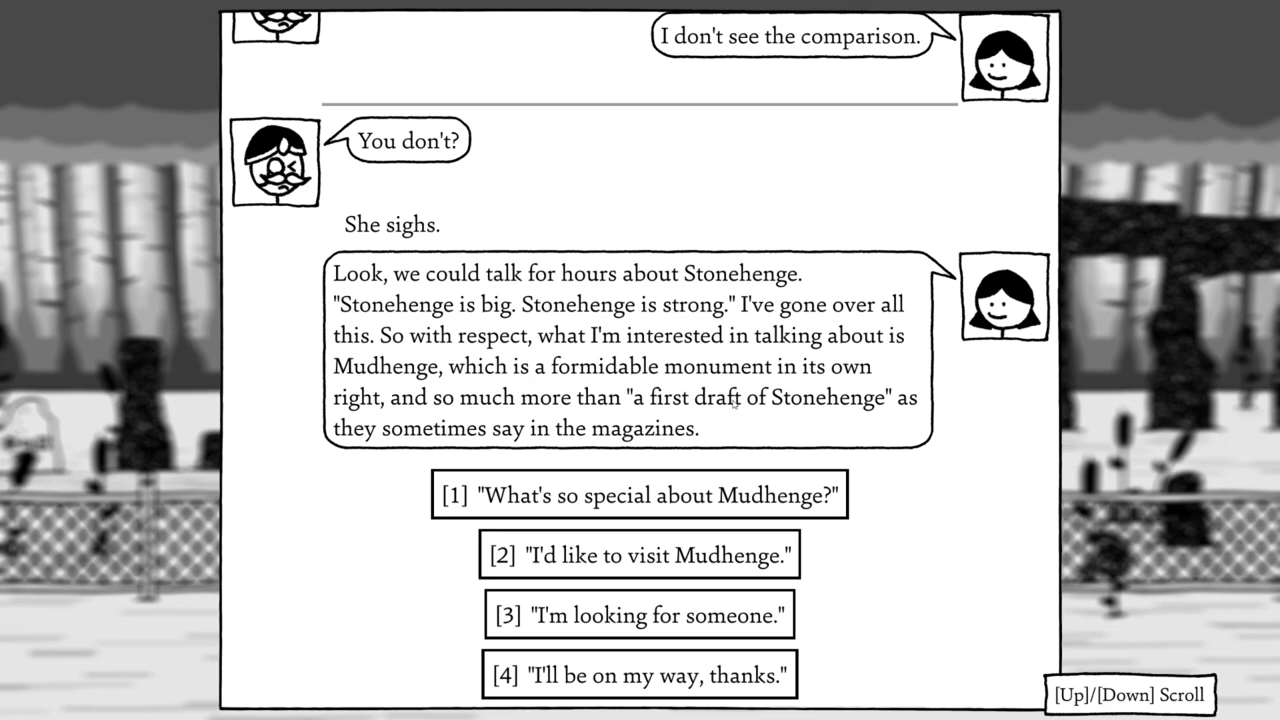 I don't see the comparison.
You don't?
She sighs.
Look, we could talk for hours about Stonehenge.
"Stonehenge is big. Stonehenge is strong." I've gone over all
this. So with respect, what I'm interested in talking about is
Mudhenge, which is a formidable monument in its own
right, and so much more than "a first draft of Stonehenge" as
they sometimes say in the magazines.
[1] "What's so special about Mudhenge?"
[2] "I'd like to visit Mudhenge."
[3] "I'm looking for someone."
[4] "I'll be on my way, thanks."
[Up]/[Down] Scroll